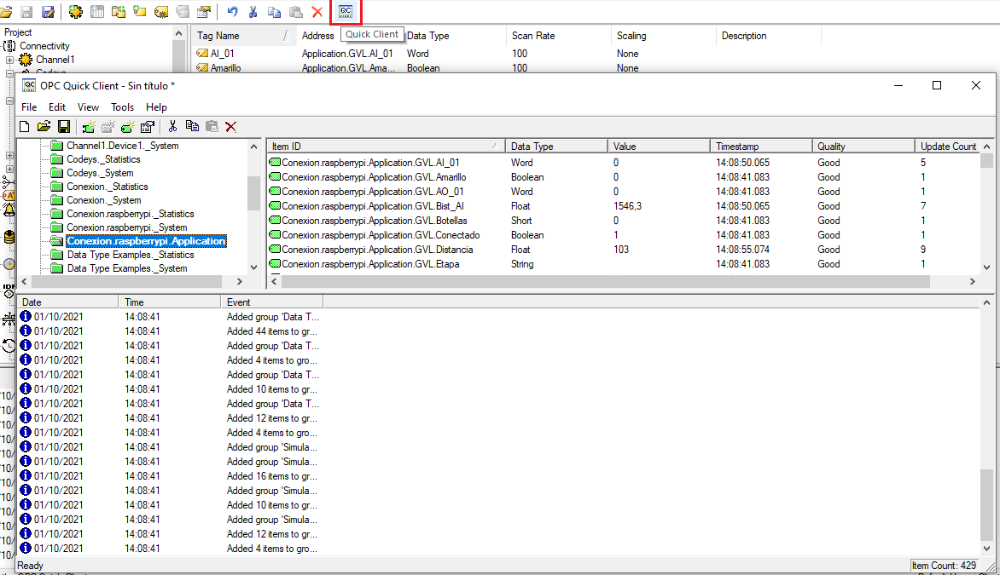 QC
Project
Tag Name / Address Quick Client Data Type Scan Rate Scaling Description
Connectivity
Channel1
AI_01 Application.GVL.AI_01 Word 100 None
Amarillo Application.GVL.Ama... Boolean 100 None
QC OPC Quick Client - Sin título *
File Edit View Tools Help
Item ID Data Type Value Timestamp Quality Update Count
Channel1.Device1._System
Codeys._Statistics
Codeys._System
Conexion._Statistics
Conexion._System
Conexion.raspberrypi._Statistics
Conexion.raspberrypi._System
Conexion.raspberrypi.Application
Data Type Examples._Statistics
Data Type Examples._System
Conexion.raspberrypi.Application.GVL.AI_01 Word 0 14:08:50.065 Good 5
Conexion.raspberrypi.Application.GVL.Amarillo Boolean 0 14:08:41.083 Good 1
Conexion.raspberrypi.Application.GVL.AO_01 Word 0 14:08:41.083 Good 1
Conexion.raspberrypi.Application.GVL.Bist_AI Float 1546,3 14:08:50.065 Good 7
Conexion.raspberrypi.Application.GVL.Botellas Short 0 14:08:41.083 Good 1
Conexion.raspberrypi.Application.GVL.Conectado Boolean 1 14:08:41.083 Good 1
Conexion.raspberrypi.Application.GVL.Distancia Float 103 14:08:55.074 Good 9
Conexion.raspberrypi.Application.GVL.Etapa String 14:08:41.083 Good 1
Date Time Event
01/10/2021 14:08:41 Added group 'Data T...
01/10/2021 14:08:41 Added 44 items to gr...
01/10/2021 14:08:41 Added group 'Data T...
01/10/2021 14:08:41 Added 4 items to gro...
01/10/2021 14:08:41 Added group 'Data T...
01/10/2021 14:08:41 Added 10 items to gr...
01/10/2021 14:08:41 Added group 'Data T...
01/10/2021 14:08:41 Added 12 items to gr...
01/10/2021 14:08:41 Added 4 items to gro...
01/10/2021 14:08:41 Added group 'Simula...
01/10/2021 14:08:41 Added group 'Simula...
01/10/2021 14:08:41 Added 16 items to gr...
01/10/2021 14:08:41 Added group 'Simula...
01/10/2021 14:08:41 Added 10 items to gr...
01/10/2021 14:08:41 Added group 'Simula...
01/10/2021 14:08:41 Added 12 items to gr...
01/10/2021 14:08:41 Added 4 items to gro...
Ready Item Count: 429